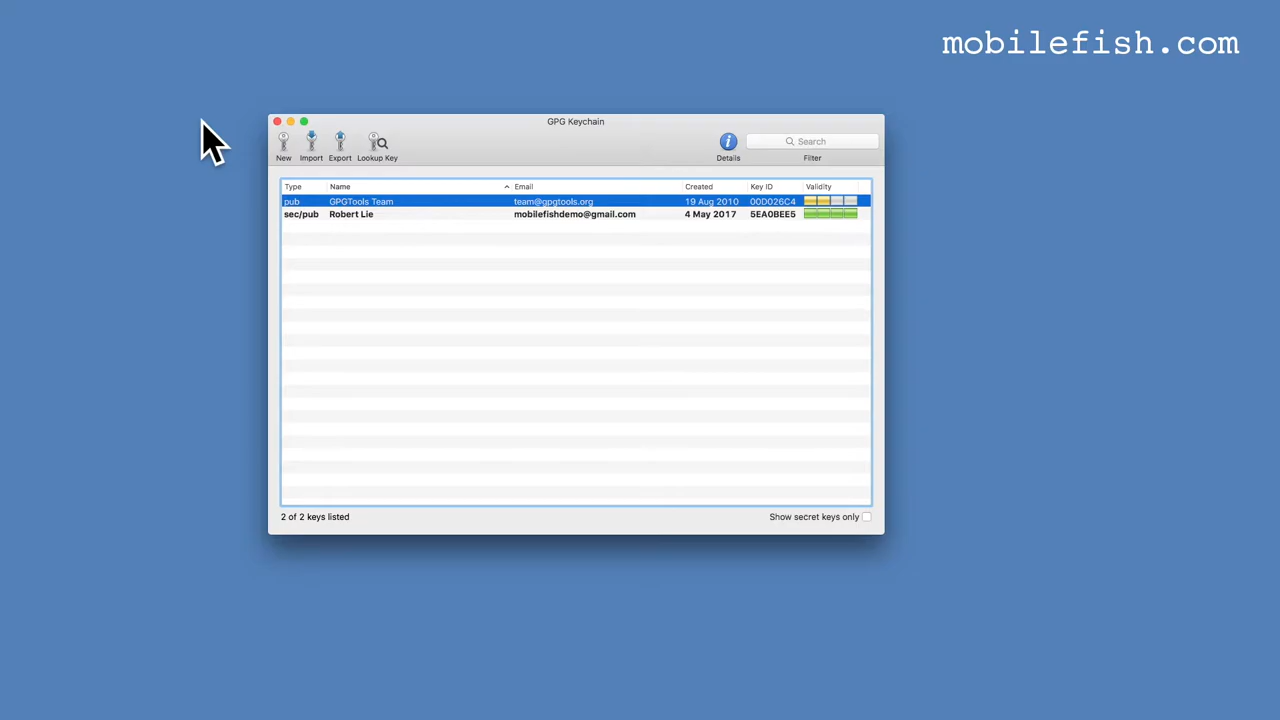 mobilefish.com
GPG Keychain
New Import Export Lookup Key Details Search Filter
Type Name Email Created Key ID Validity
pub GPGTools Team team@gpgtools.org 19 Aug 2010 00D026C4
sec/pub Robert Lie mobilefishdemo@gmail.com 4 May 2017 5EA0BEE5
2 of 2 keys listed Show secret keys only